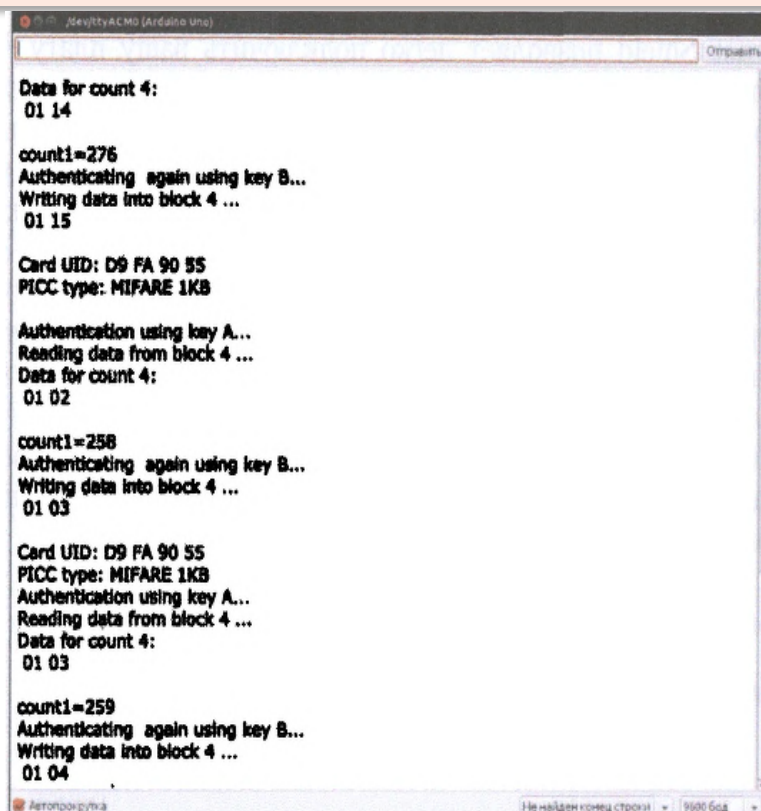 /dev/ttyACM0 (Arduino Uno)
Отправить
Data for count 4:
01 14
count1=276
Authenticating again using key B...
Writing data into block 4 ...
01 15
Card UID: D9 FA 90 55
PICC type: MIFARE 1KB
Authentication using key A...
Reading data from block 4 ...
Data for count 4:
01 02
count1=258
Authenticating again using key B...
Writing data into block 4 ...
01 03
Card UID: D9 FA 90 55
PICC type: MIFARE 1KB
Authentication using key A...
Reading data from block 4 ...
Data for count 4:
01 03
count1=259
Authenticating again using key B...
Writing data into block 4 ...
01 04
Автопрокрутка
Не найден конец строки
9600 бод